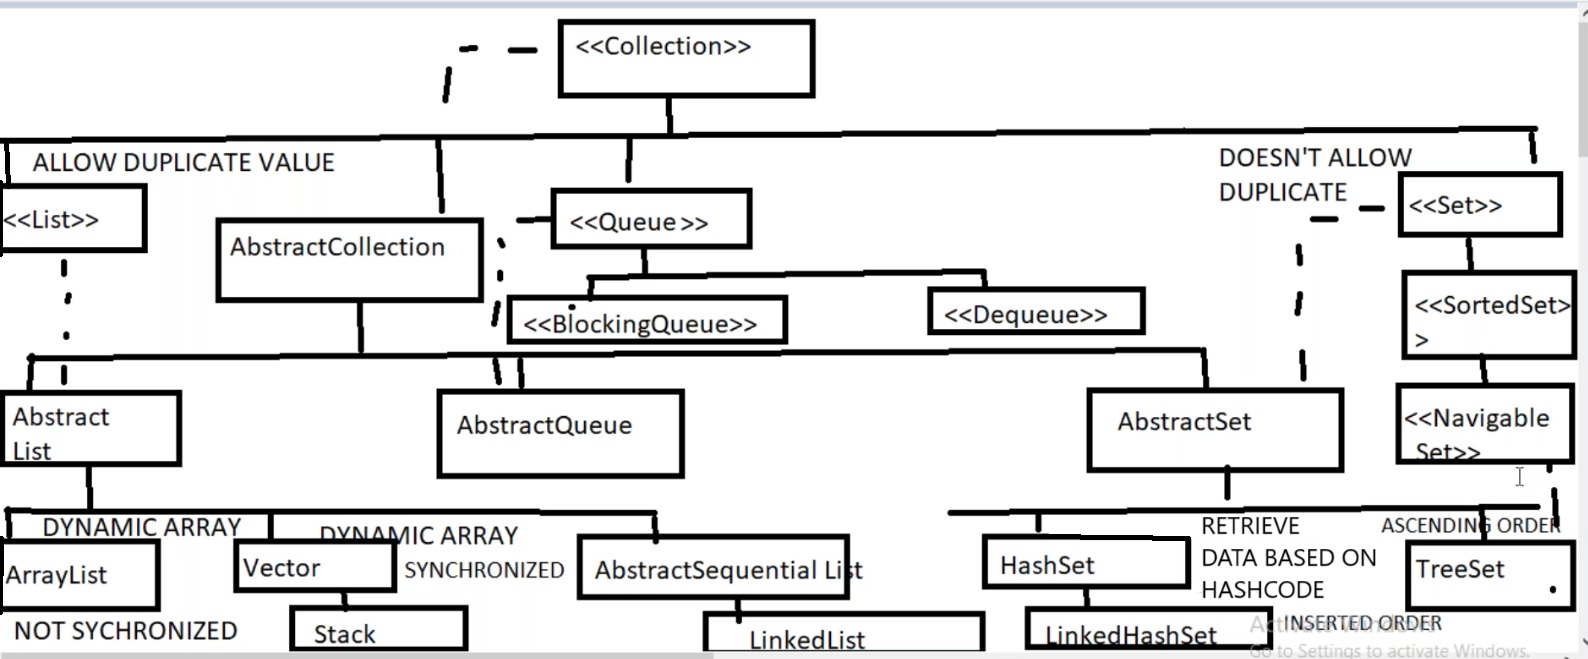 <<Collection>>
ALLOW DUPLICATE VALUE
DOESN'T ALLOW
DUPLICATE
<<List>>
AbstractCollection
<<Queue>>
<<Set>>
<<BlockingQueue>>
<<Dequeue>>
<<SortedSet>
>
Abstract
List
AbstractQueue
AbstractSet
<<Navigable
Set>>
DYNAMIC ARRAY
DYNAMIC ARRAY
RETRIEVE
DATA BASED ON
HASHCODE
ASCENDING ORDER
ArrayList
Vector
SYNCHRONIZED
AbstractSequential List
HashSet
TreeSet
NOT SYCHRONIZED
Stack
LinkedList
LinkedHashSet
INSERTED ORDER
Activate Windows
Go to Settings to activate Windows.